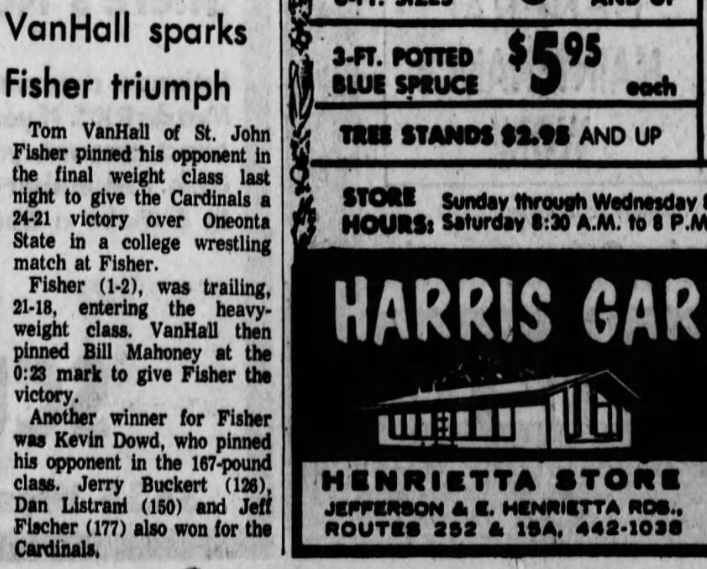 VanHall sparks
Fisher triumph
Tom VanHall of St. John
Fisher pinned his opponent in
the final weight class last
night to give the Cardinals a
24-21 victory over Oneonta
State in a college wrestling
match at Fisher.
Fisher (1-2), was trailing,
21-18, entering the heavy-
weight class. VanHall then
pinned Bill Mahoney at the
0:23 mark to give Fisher the
victory.
Another winner for Fisher
was Kevin Dowd, who pinned
his opponent in the 167-pound
class. Jerry Buckert (126),
Dan Listrani (150) and Jeff
Fischer (177) also won for the
Cardinals.
AND UP
3-FT. POTTED
BLUE SPRUCE
$5.95
each
TREE STANDS $2.95 AND UP
STORE
HOURS:
Sunday through Wednesday 8
Saturday 8:30 A.M. to 8 P.M
HARRIS GAR
HENRIETTA STORE
JEFFERSON & E. HENRIETTA RDS.,
ROUTES 252 & 15A, 442-1038